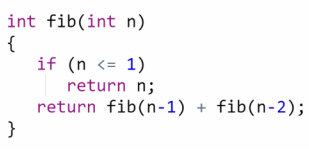 int fib(int n)
{
    if (n <= 1)
        return n;
    return fib(n-1) + fib(n-2);
}